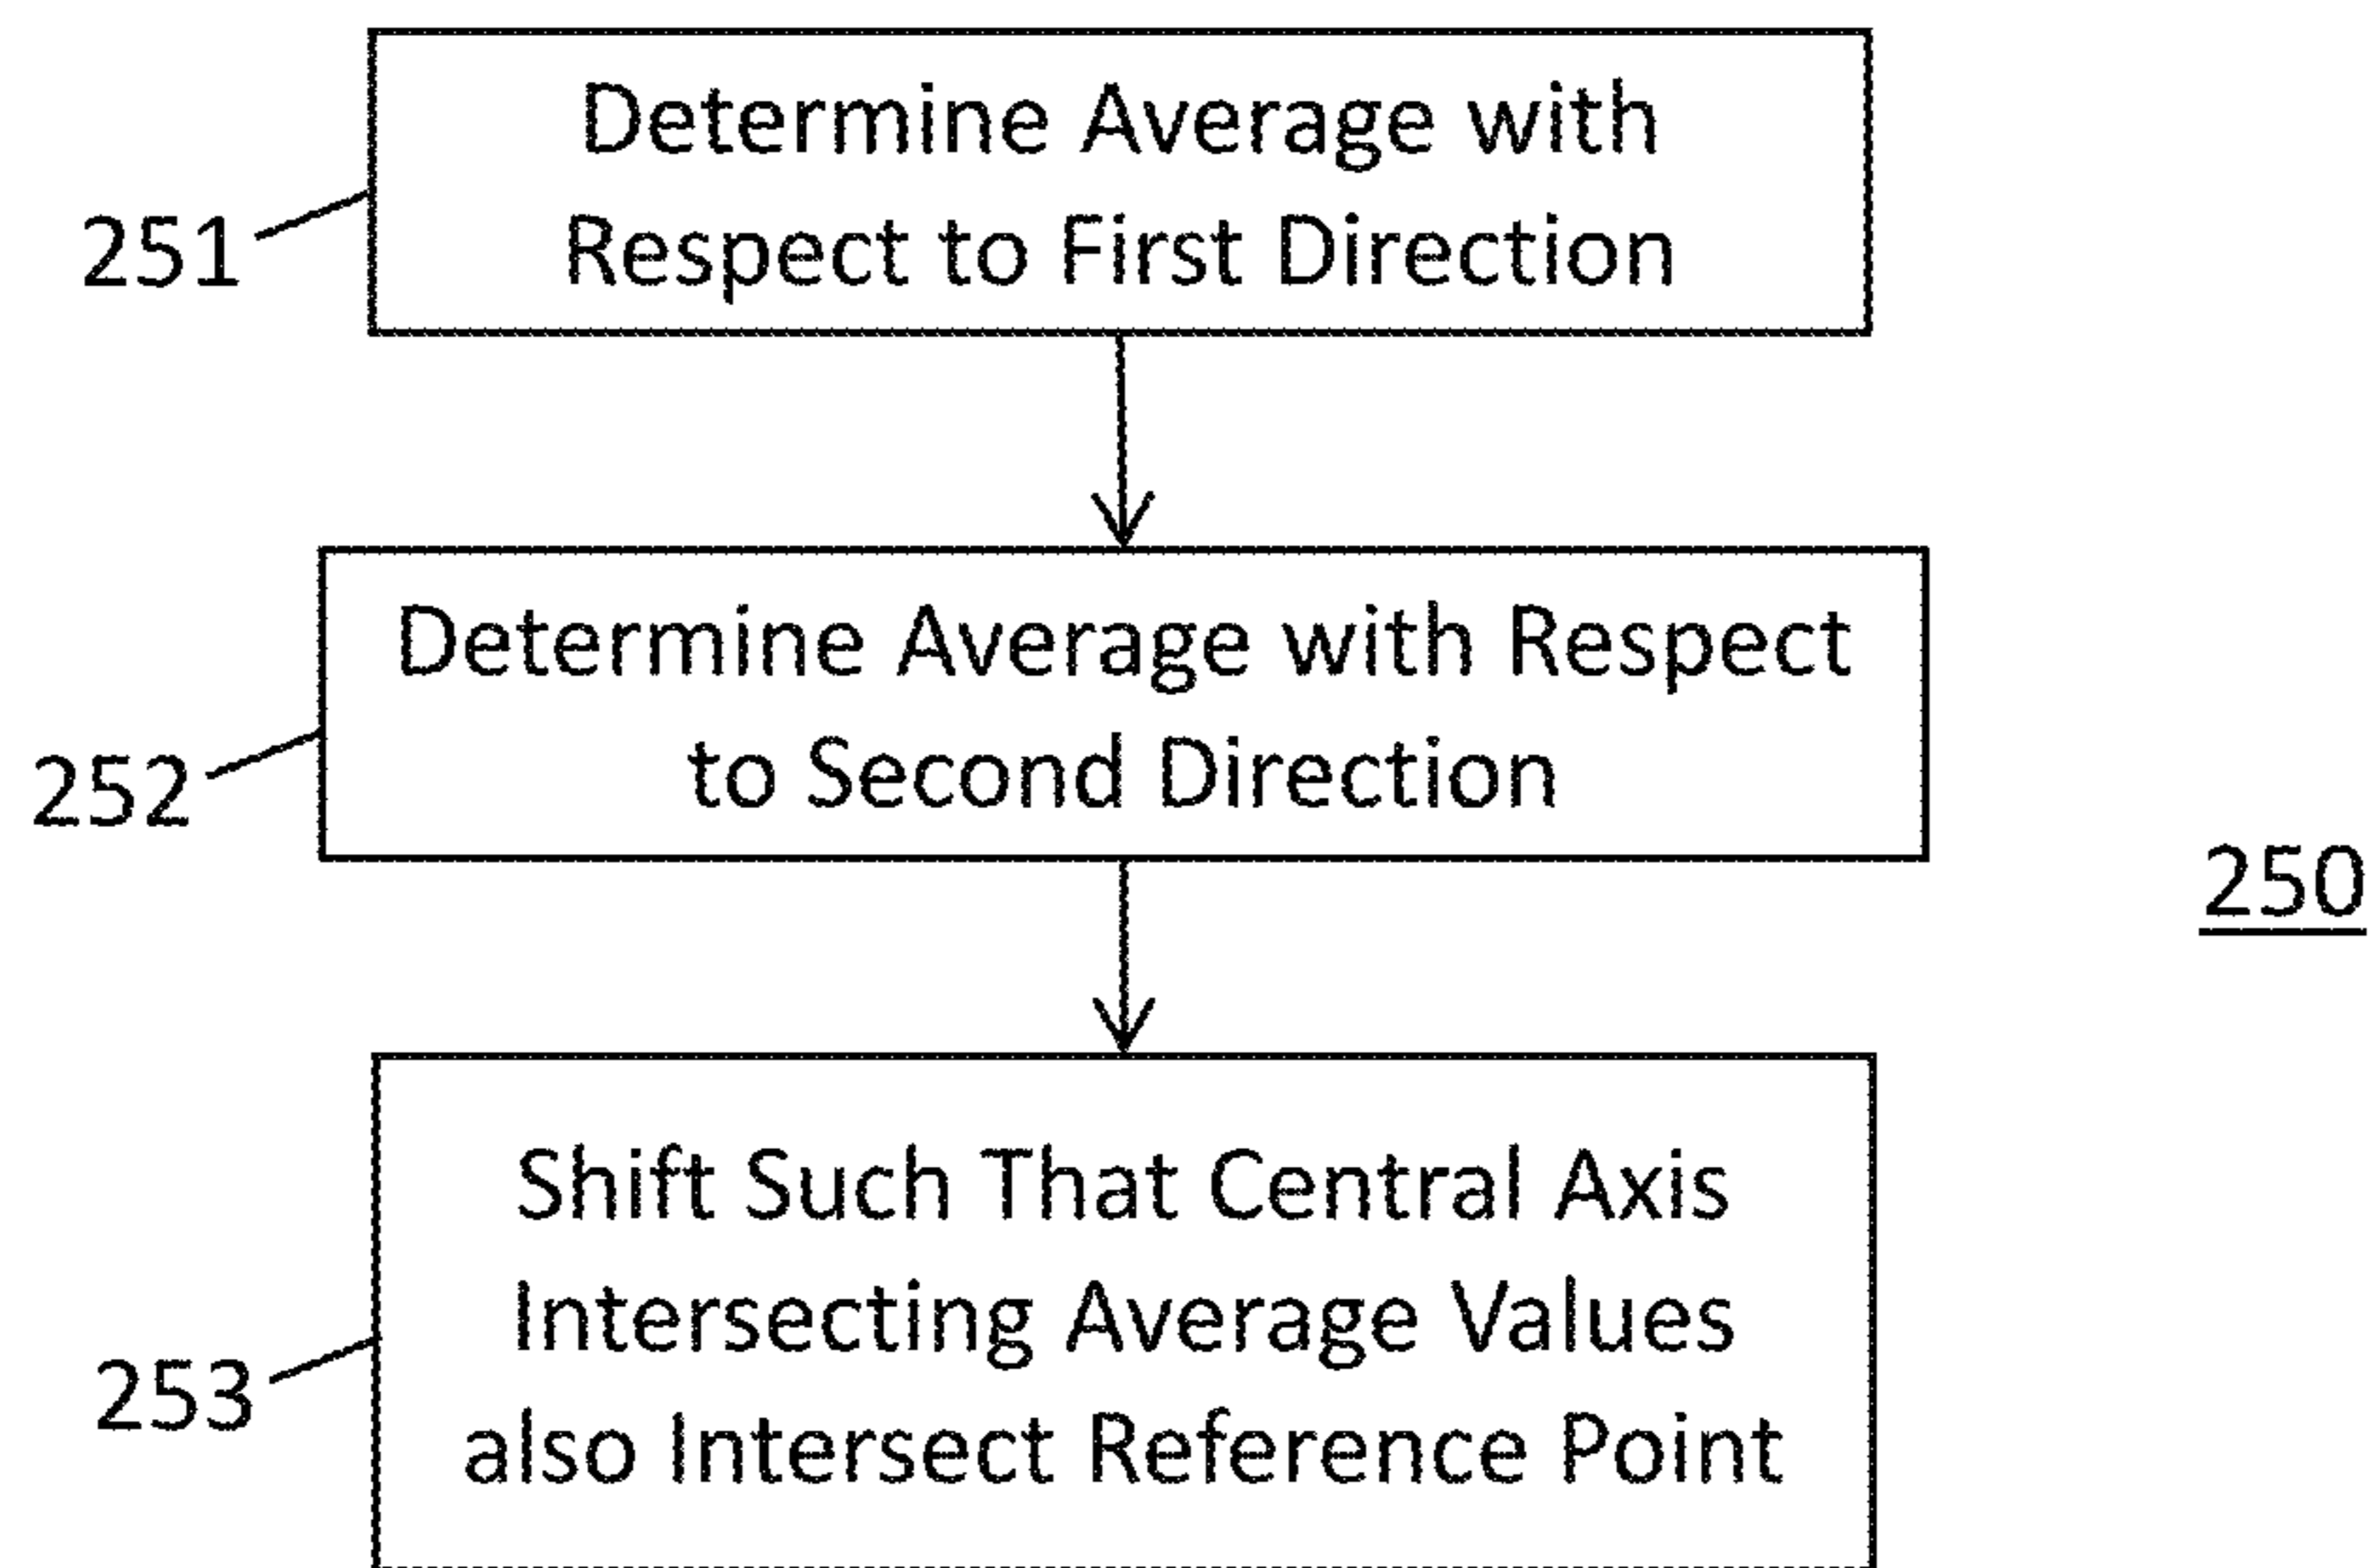 Determine Average with
Respect to First Direction
251
Determine Average with Respect
to Second Direction
252
250
Shift Such That Central Axis
Intersecting Average Values
also Intersect Reference Point
253